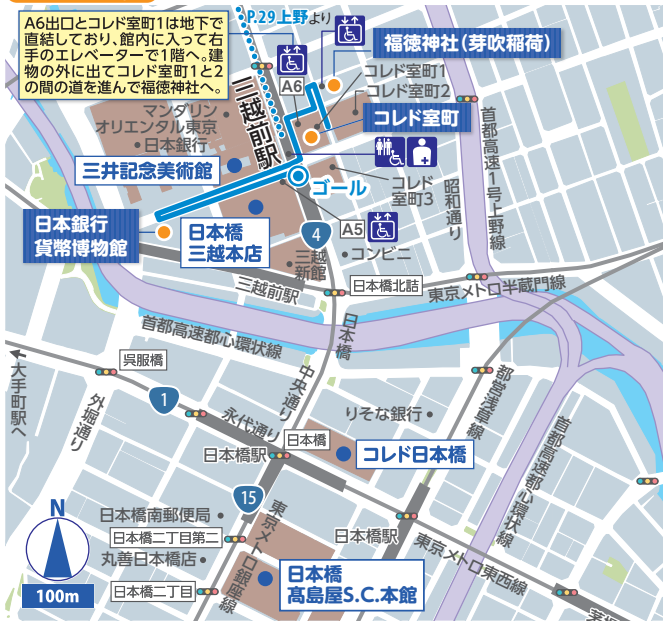 A6出口とコレド室町1は地下で
直結しており、館内に入って右
手のエレベーターで1階へ。建
物の外に出てコレド室町1と2
の間の道を進んで福徳神社へ。
P.29上野より
福徳神社(芽吹稲荷)
A6
コレド室町1
コレド室町2
コレド室町
マンダリン
オリエンタル東京
日本銀行
三越前駅
三井記念美術館
ゴール
コレド
室町3
昭和通り
首都高速1号上野線
日本銀行
貨幣博物館
日本橋
三越本店
4
A5
コンビニ
三越
新館
三越前駅
日本橋北詰
東京メトロ半蔵門線
首都高速都心環状線
日本橋
呉服橋
大手町駅へ
外堀通り
1
永代通り
中央通り
りそな銀行
都営浅草線
首都高速都心環状線
日本橋
日本橋駅
コレド日本橋
15
日本橋南郵便局
日本橋二丁目第二
丸善日本橋店
日本橋二丁目
東京メトロ銀座線
日本橋駅
東京メトロ東西線
日本橋
髙島屋S.C.本館
N
100m